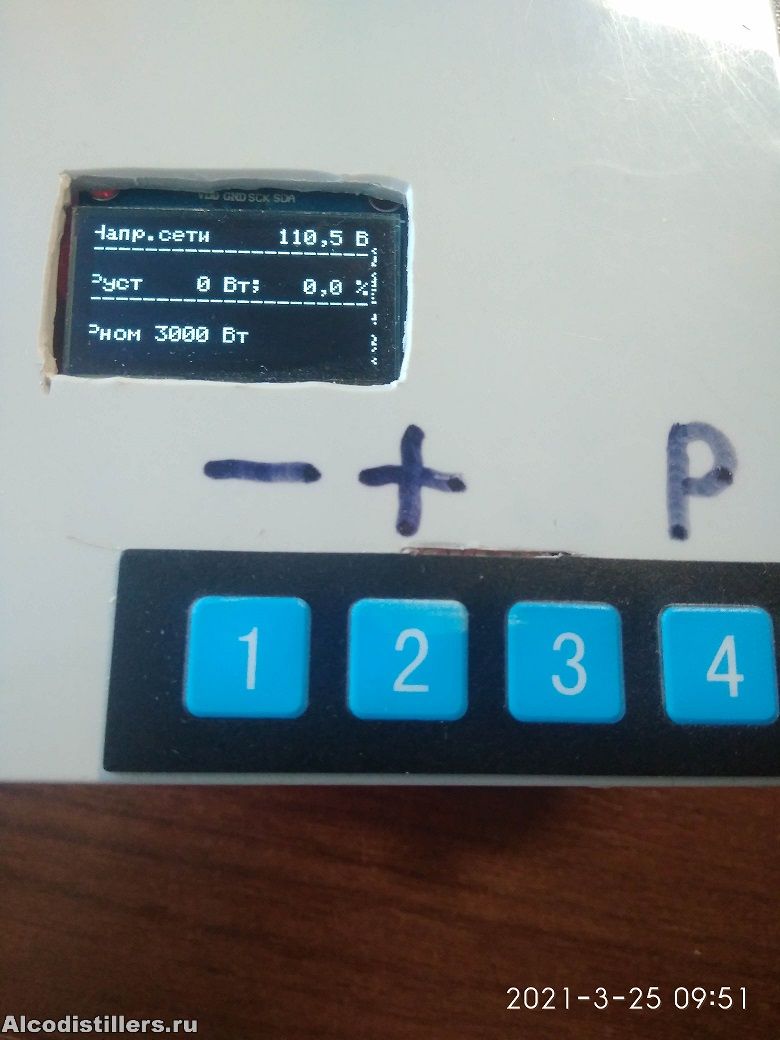 VDD GND SCK SDA
Напр.сети 110,5 В
Руст 0 Вт; 0,0 %
Рном 3000 Вт
− + P
1 2 3 4
2021-3-25 09:51
Alcodistillers.ru